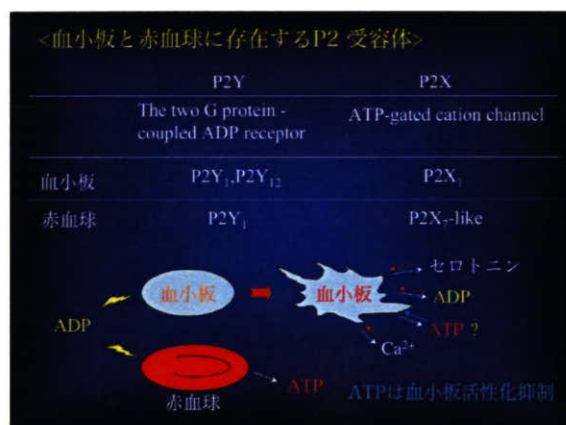 <血小板と赤血球に存在するP2 受容体>
P2Y P2X
The two G protein - ATP-gated cation channel
coupled ADP receptor
血小板 P2Y₁,P2Y₁₂ P2X₁
赤血球 P2Y₁ P2X₇-like
セロトニン
血小板 血小板 ADP
ADP ATP ?
Ca²⁺
ATP
赤血球 ATPは血小板活性化抑制